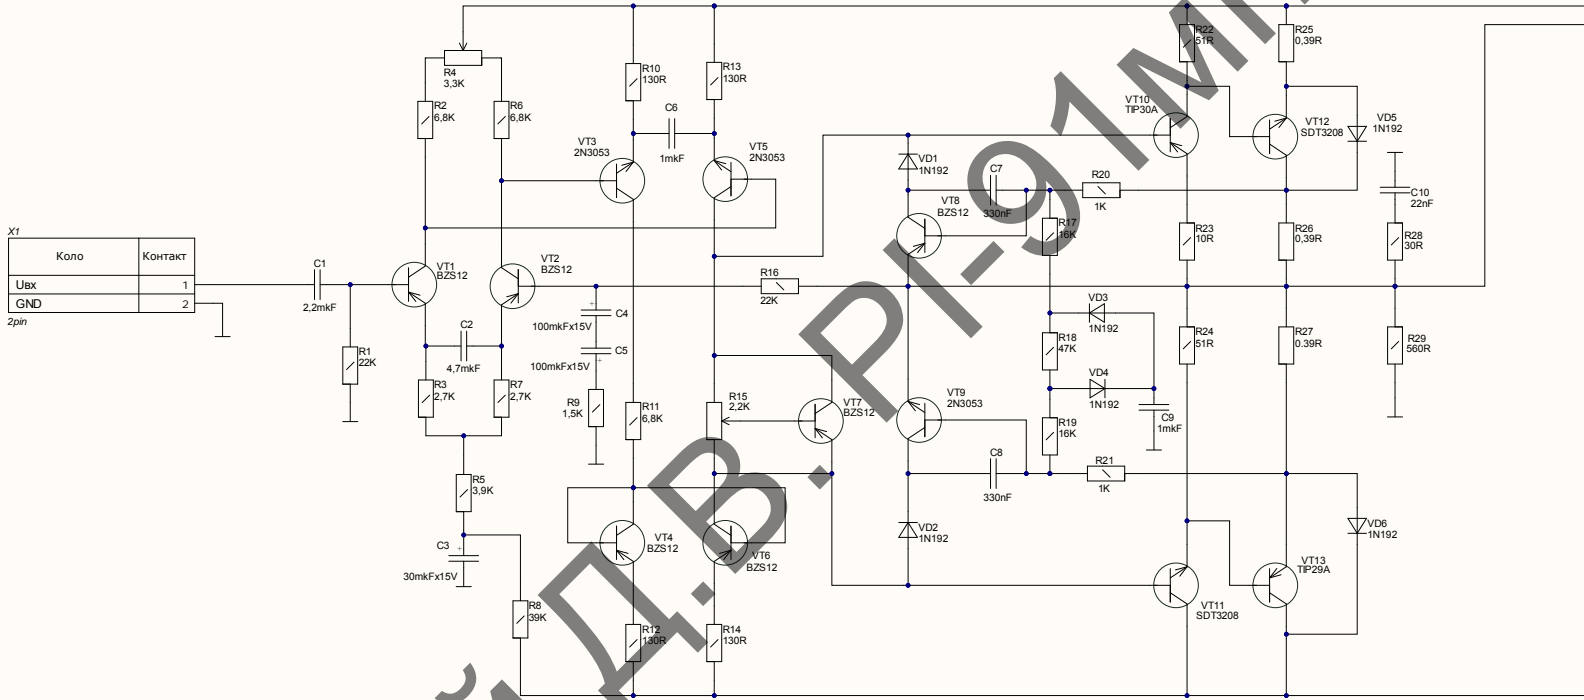 X1
Коло Контакт
Uвх 1
GND 2
2pin
C1
2,2mkF
R1
22K
R4
3,3K
R2
6,8K
R6
6,8K
VT1
BZS12
VT2
BZS12
C2
4,7mkF
R3
2,7K
R7
2,7K
R5
3,9K
C3
+
30mkFx15V
R8
39K
R10
130R
R13
130R
C6
1mkF
VT3
2N3053
VT5
2N3053
+
C4
100mkFx15V
C5
100mkFx15V
+
R9
1,5K
R11
6,8K
R15
2,2K
R16
22K
VT7
BZS12
VT4
BZS12
VT6
BZS12
R12
130R
R14
130R
VD1
1N192
VT8
BZS12
C7
330nF
R20
1K
R17
16K
VD3
1N192
R18
47K
VD4
1N192
C9
1mkF
R19
16K
VT9
2N3053
C8
330nF
R21
1K
VD2
1N192
R22
51R
R25
0,39R
VT10
TIP30A
VT12
SDT3208
VD5
1N192
C10
22nF
R23
10R
R26
0,39R
R28
30R
R24
51R
R27
0.39R
R29
560R
VD6
1N192
VT11
SDT3208
VT13
TIP29A
Й Д.В. РІ-91МП